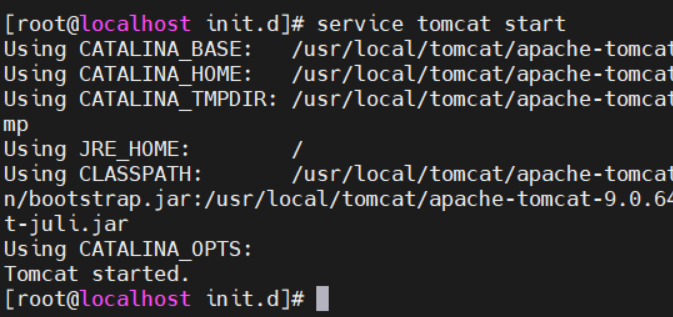 [root@localhost init.d]# service tomcat start
Using CATALINA_BASE:   /usr/local/tomcat/apache-tomcat
Using CATALINA_HOME:   /usr/local/tomcat/apache-tomcat
Using CATALINA_TMPDIR: /usr/local/tomcat/apache-tomcat
mp
Using JRE_HOME:        /
Using CLASSPATH:       /usr/local/tomcat/apache-tomcat
n/bootstrap.jar:/usr/local/tomcat/apache-tomcat-9.0.64
t-juli.jar
Using CATALINA_OPTS:
Tomcat started.
[root@localhost init.d]#